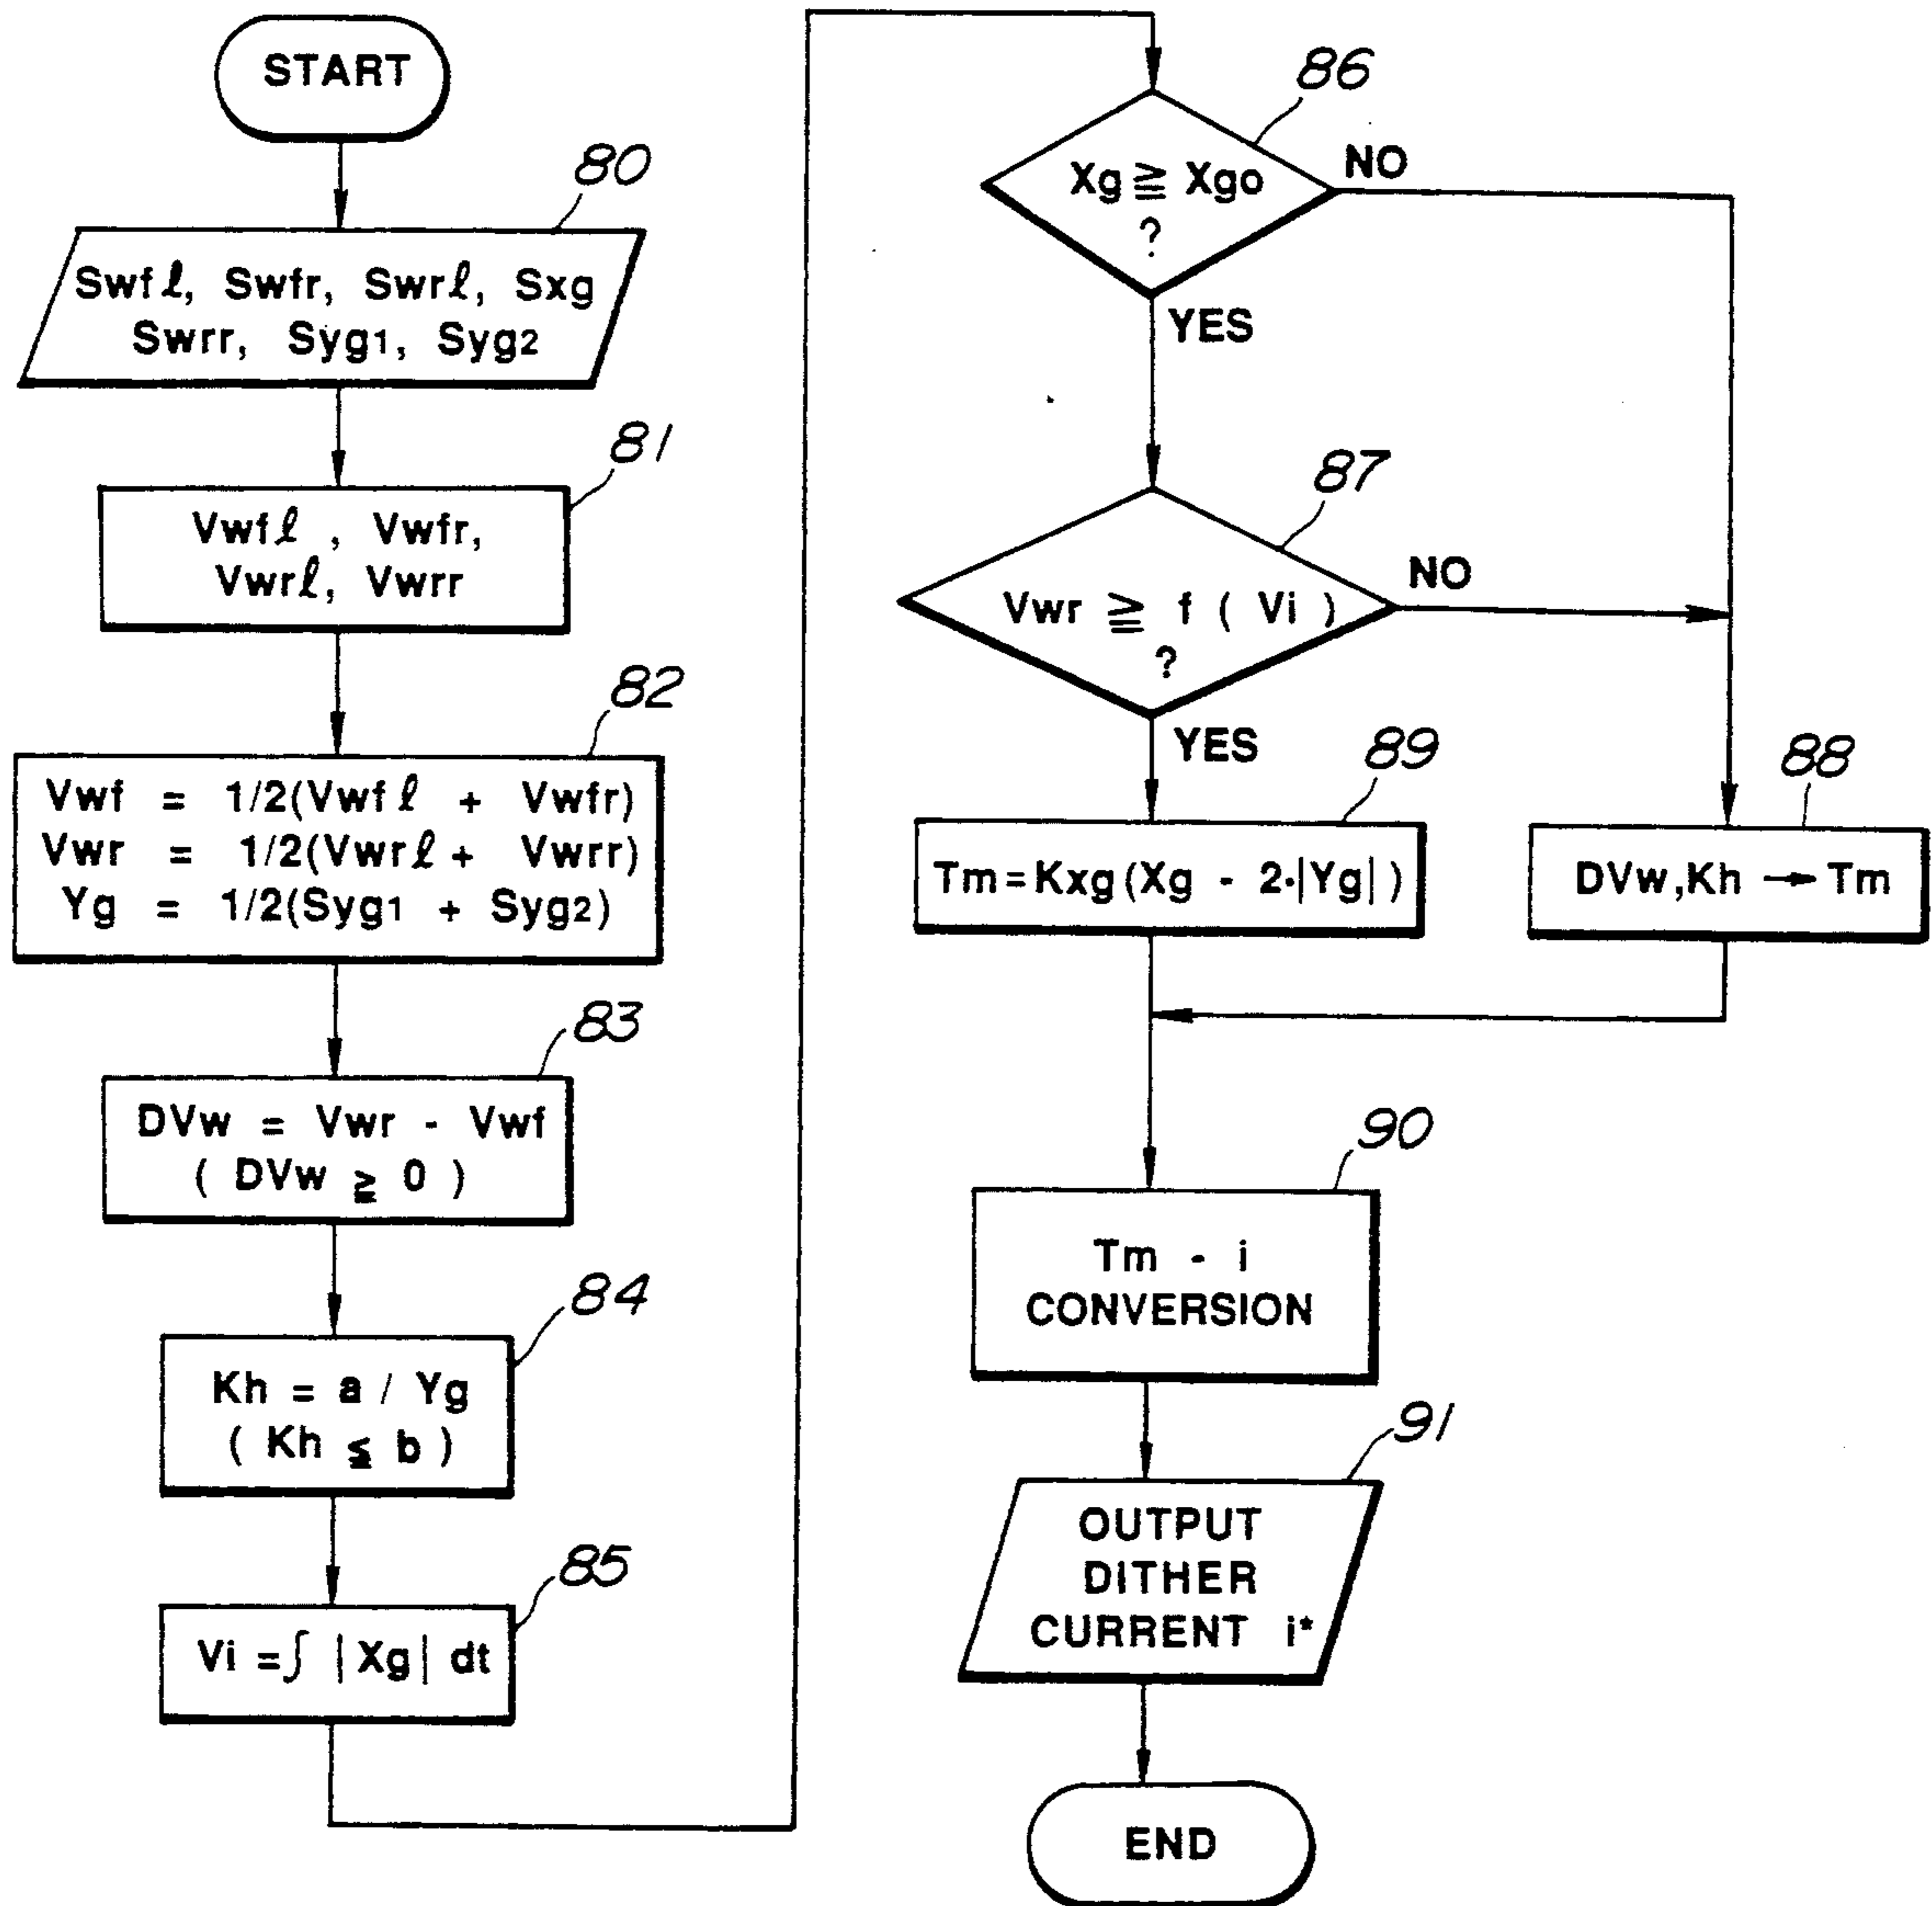 START
80
Swfℓ, Swfr, Swrℓ, Sxg
Swrr, Syg1, Syg2
81
Vwfℓ , Vwfr,
Vwrℓ, Vwrr
82
Vwf = 1/2(Vwfℓ + Vwfr)
Vwr = 1/2(Vwrℓ + Vwrr)
Yg = 1/2(Syg1 + Syg2)
83
DVw = Vwr - Vwf
( DVw ≧ 0 )
84
Kh = a / Yg
( Kh ≦ b )
85
Vi = ∫ | Xg | dt
86
Xg ≧ Xgo
?
NO
YES
87
Vwr ≧ f ( Vi )
?
NO
YES
89
Tm = Kxg (Xg - 2·|Yg| )
88
DVw, Kh → Tm
90
Tm - i
CONVERSION
91
OUTPUT
DITHER
CURRENT i*
END